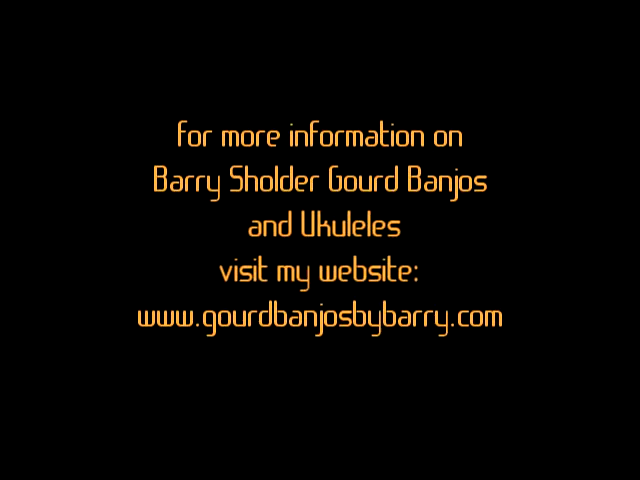 for more information on
Barry Sholder Gourd Banjos
and Ukuleles
visit my website:
www.gourdbanjosbybarry.com